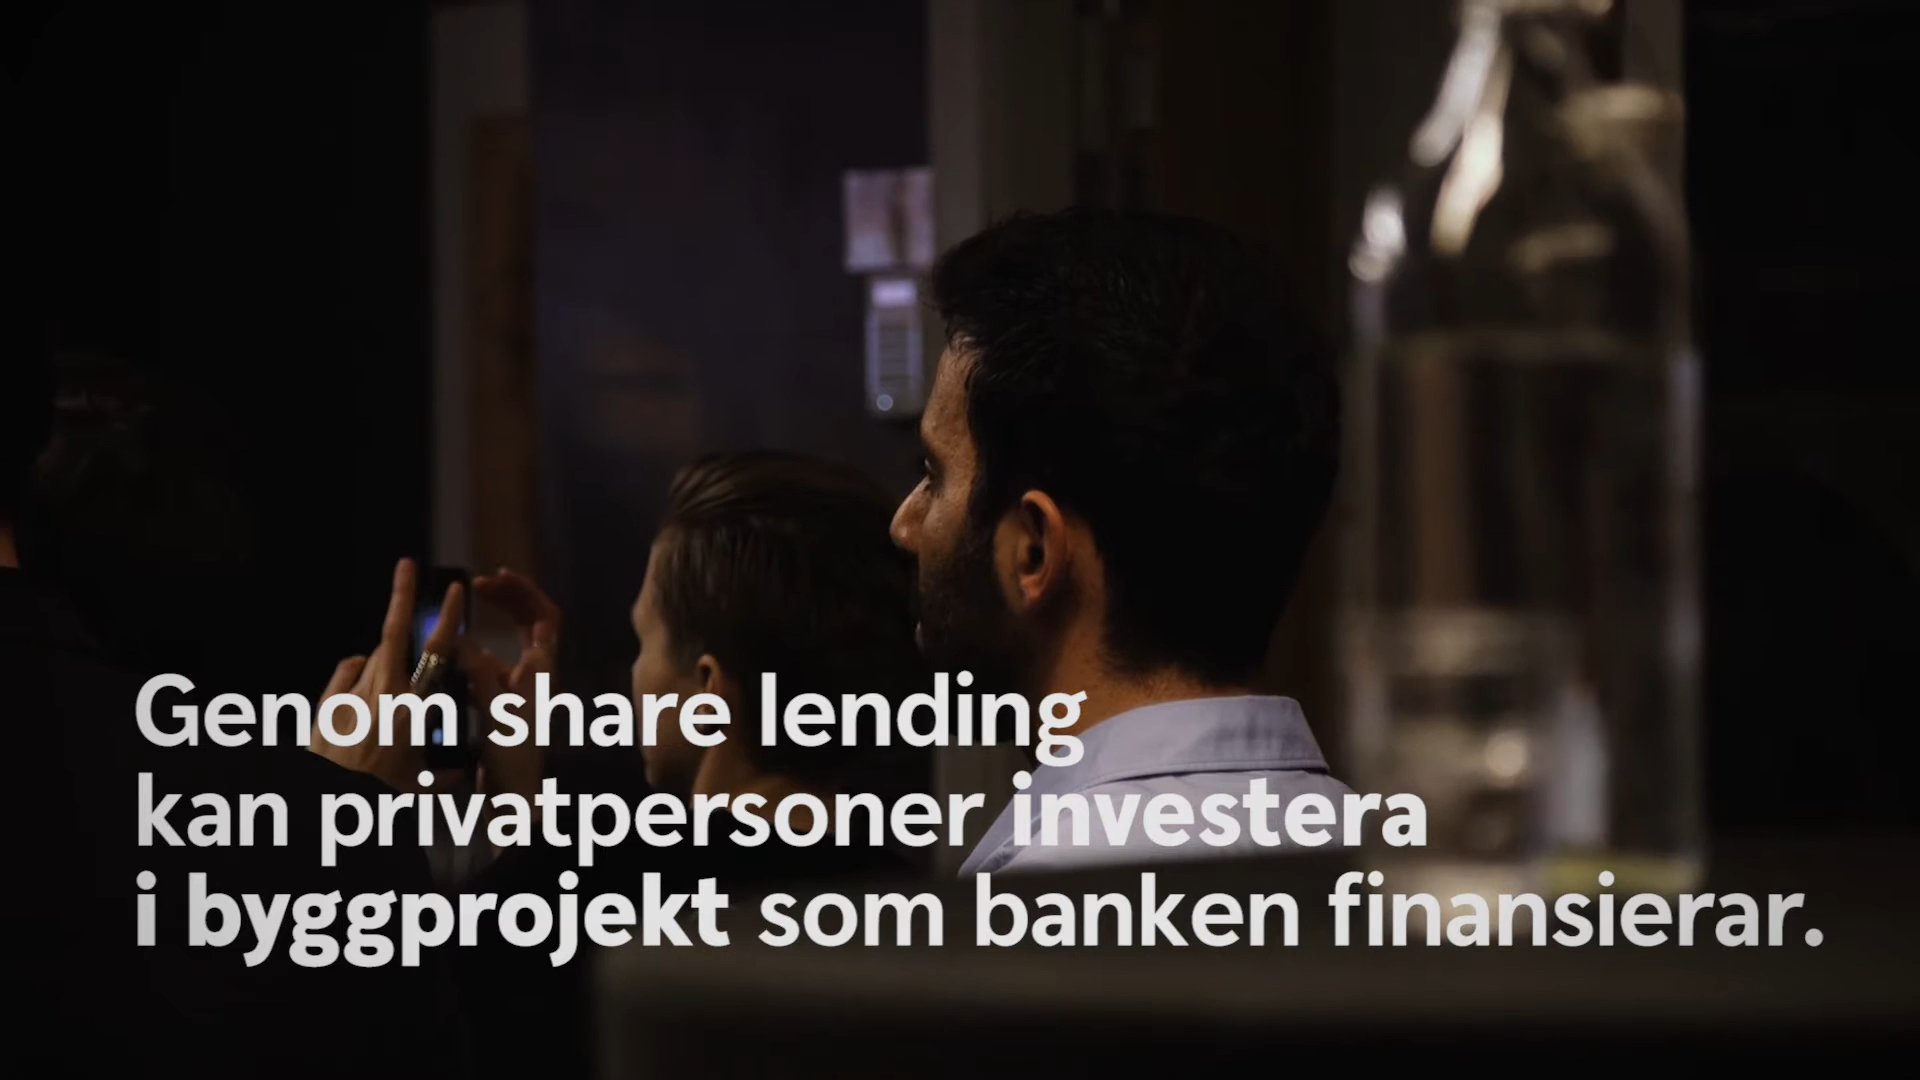 Genom share lending
kan privatpersoner investera
i byggprojekt som banken finansierar.